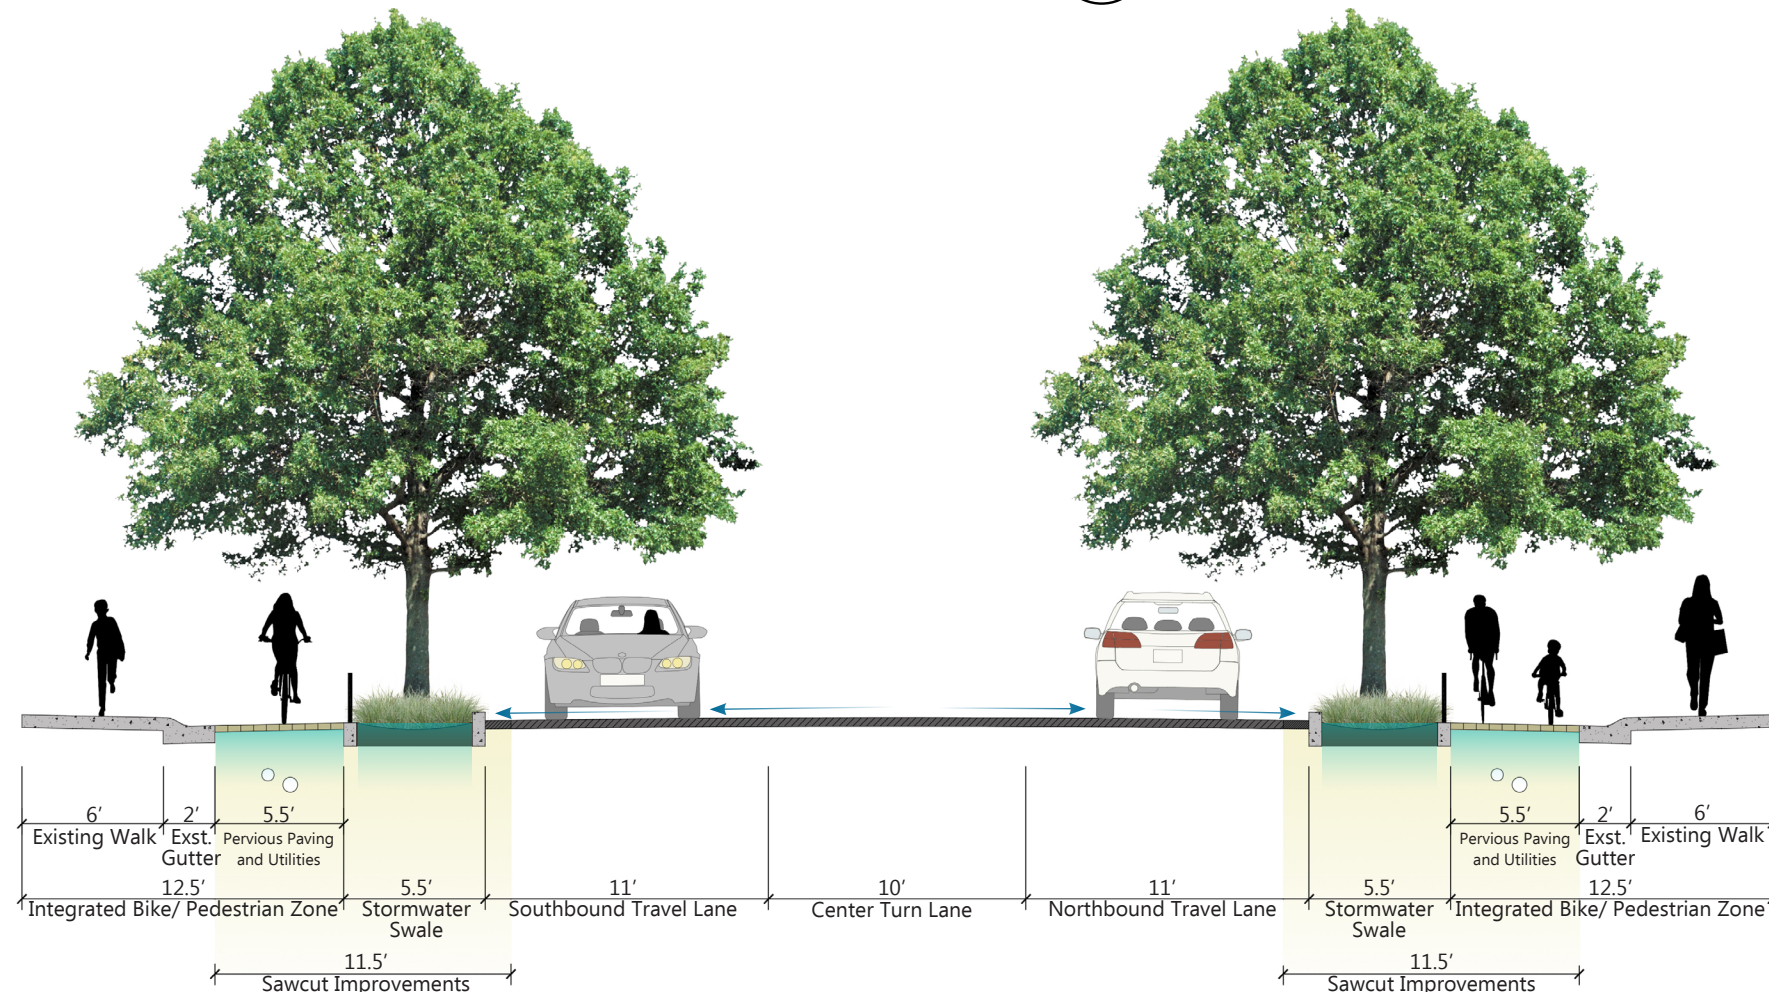 6′ 2′ 5.5′ 5.5′ 2′ 6′
Existing Walk Exst. Pervious Paving Pervious Paving Exst. Existing Walk
Gutter and Utilities and Utilities Gutter
12.5′ 5.5′ 11′ 10′ 11′ 5.5′ 12.5′
Integrated Bike/ Pedestrian Zone Stormwater Southbound Travel Lane Center Turn Lane Northbound Travel Lane Stormwater Integrated Bike/ Pedestrian Zone
Swale Swale
11.5′ 11.5′
Sawcut Improvements Sawcut Improvements